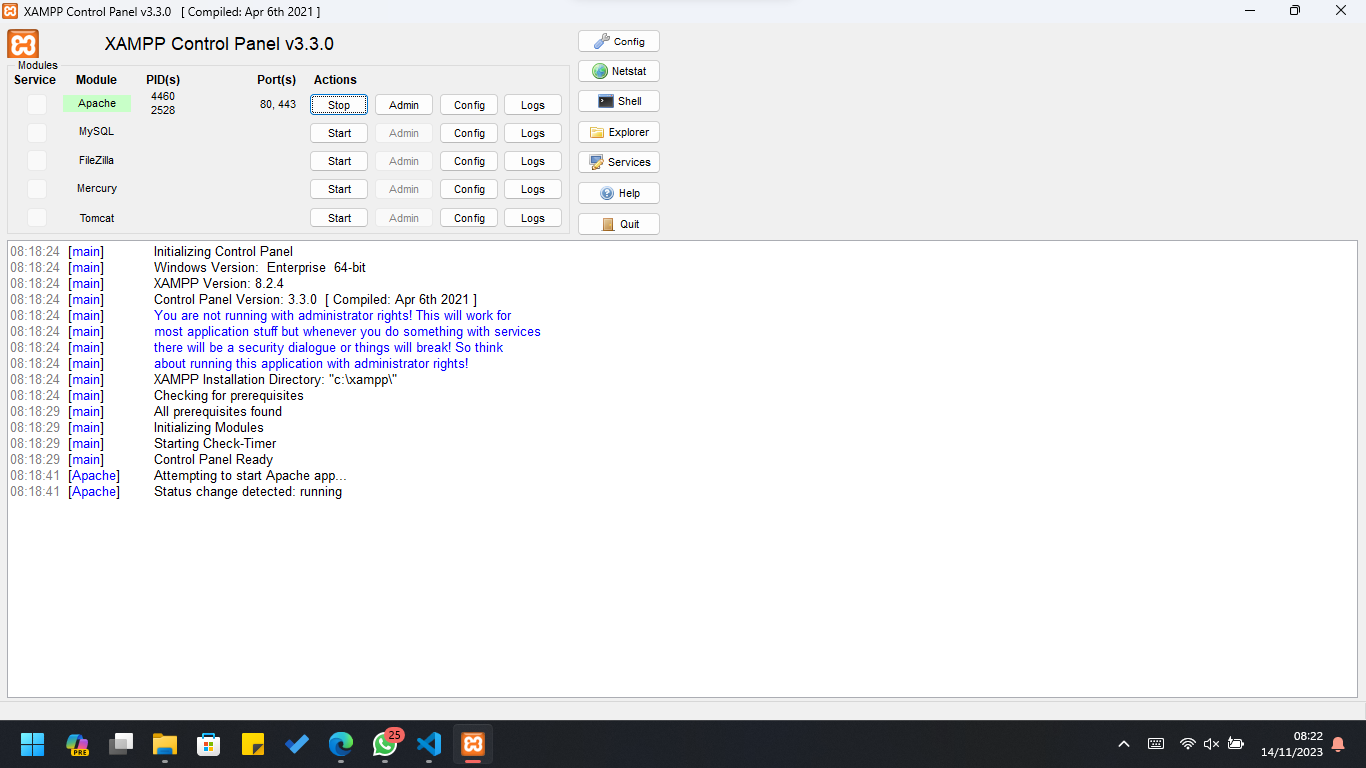 XAMPP Control Panel v3.3.0 [ Compiled: Apr 6th 2021 ]
XAMPP Control Panel v3.3.0
Config
Modules
Service Module PID(s) Port(s) Actions
Netstat
Apache 4460 2528 80, 443 Stop Admin Config Logs
Shell
MySQL Start Admin Config Logs
Explorer
FileZilla Start Admin Config Logs
Services
Mercury Start Admin Config Logs
Help
Tomcat Start Admin Config Logs
Quit
08:18:24 [main] Initializing Control Panel
08:18:24 [main] Windows Version: Enterprise 64-bit
08:18:24 [main] XAMPP Version: 8.2.4
08:18:24 [main] Control Panel Version: 3.3.0 [ Compiled: Apr 6th 2021 ]
08:18:24 [main] You are not running with administrator rights! This will work for
08:18:24 [main] most application stuff but whenever you do something with services
08:18:24 [main] there will be a security dialogue or things will break! So think
08:18:24 [main] about running this application with administrator rights!
08:18:24 [main] XAMPP Installation Directory: "c:\xampp\"
08:18:24 [main] Checking for prerequisites
08:18:29 [main] All prerequisites found
08:18:29 [main] Initializing Modules
08:18:29 [main] Starting Check-Timer
08:18:29 [main] Control Panel Ready
08:18:41 [Apache] Attempting to start Apache app...
08:18:41 [Apache] Status change detected: running
PRE
25
08:22
14/11/2023